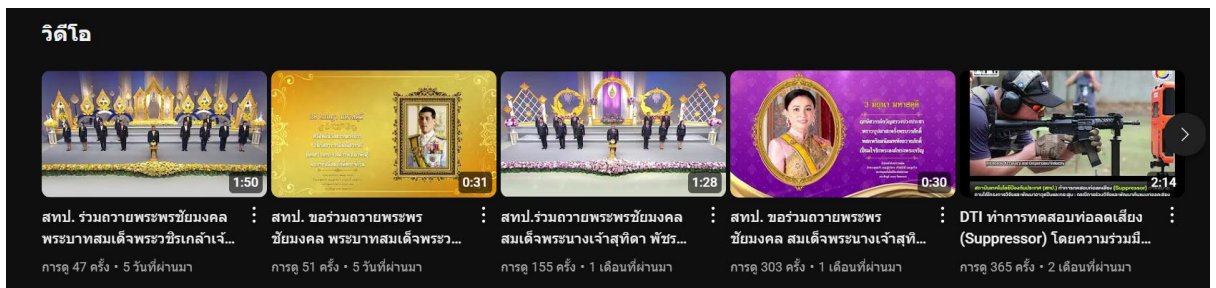 วิดีโอ
1:50
0:31
3 มิถุนา มหาสดุดี
1:28
0:30
2:14
สทป. ร่วมถวายพระพรชัยมงคล
พระบาทสมเด็จพระวชิรเกล้าเจ้...
การดู 47 ครั้ง • 5 วันที่ผ่านมา
สทป. ขอร่วมถวายพระพร
ชัยมงคล พระบาทสมเด็จพระว...
การดู 51 ครั้ง • 5 วันที่ผ่านมา
สทป.ร่วมถวายพระพรชัยมงคล
สมเด็จพระนางเจ้าสุทิดา พัชร...
การดู 155 ครั้ง • 1 เดือนที่ผ่านมา
สทป. ขอร่วมถวายพระพร
ชัยมงคล สมเด็จพระนางเจ้าสุทิ...
การดู 303 ครั้ง • 1 เดือนที่ผ่านมา
DTI ทำการทดสอบท่อลดเสียง
(Suppressor) โดยความร่วมมื...
การดู 365 ครั้ง • 2 เดือนที่ผ่านมา